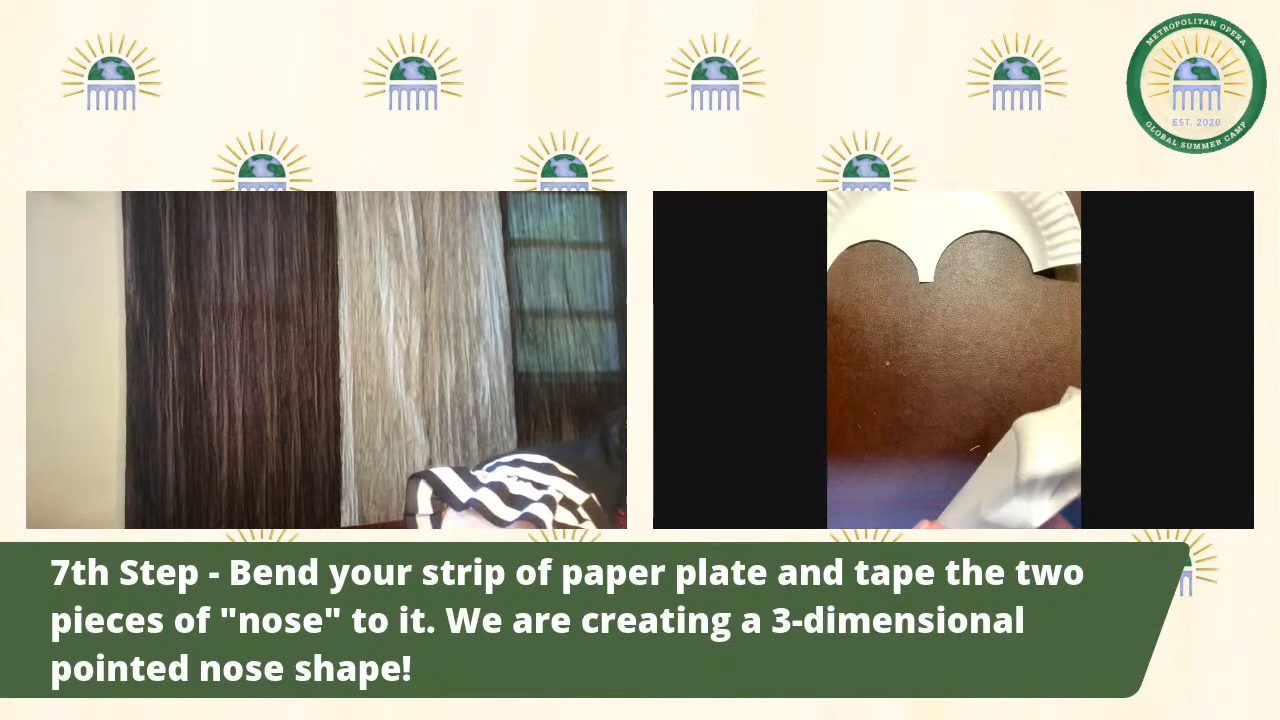 METROPOLITAN OPERA
EST. 2020
GLOBAL SUMMER CAMP
7th Step - Bend your strip of paper plate and tape the two
pieces of "nose" to it. We are creating a 3-dimensional
pointed nose shape!